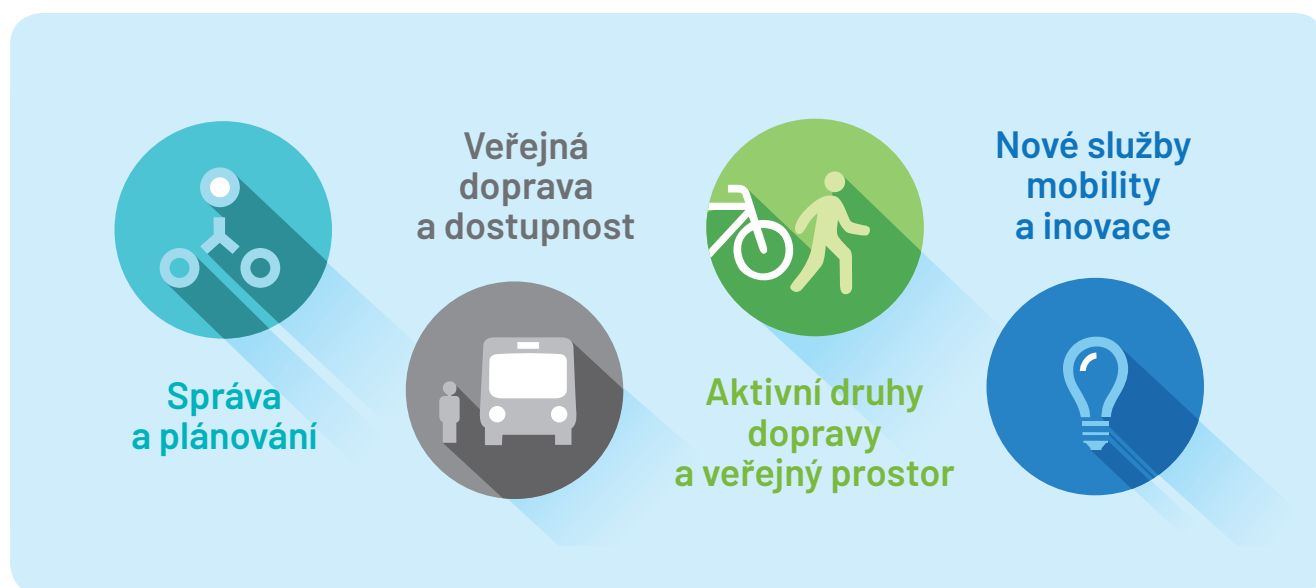 Správa
a plánování
Veřejná
doprava
a dostupnost
Aktivní druhy
dopravy
a veřejný prostor
Nové služby
mobility
a inovace